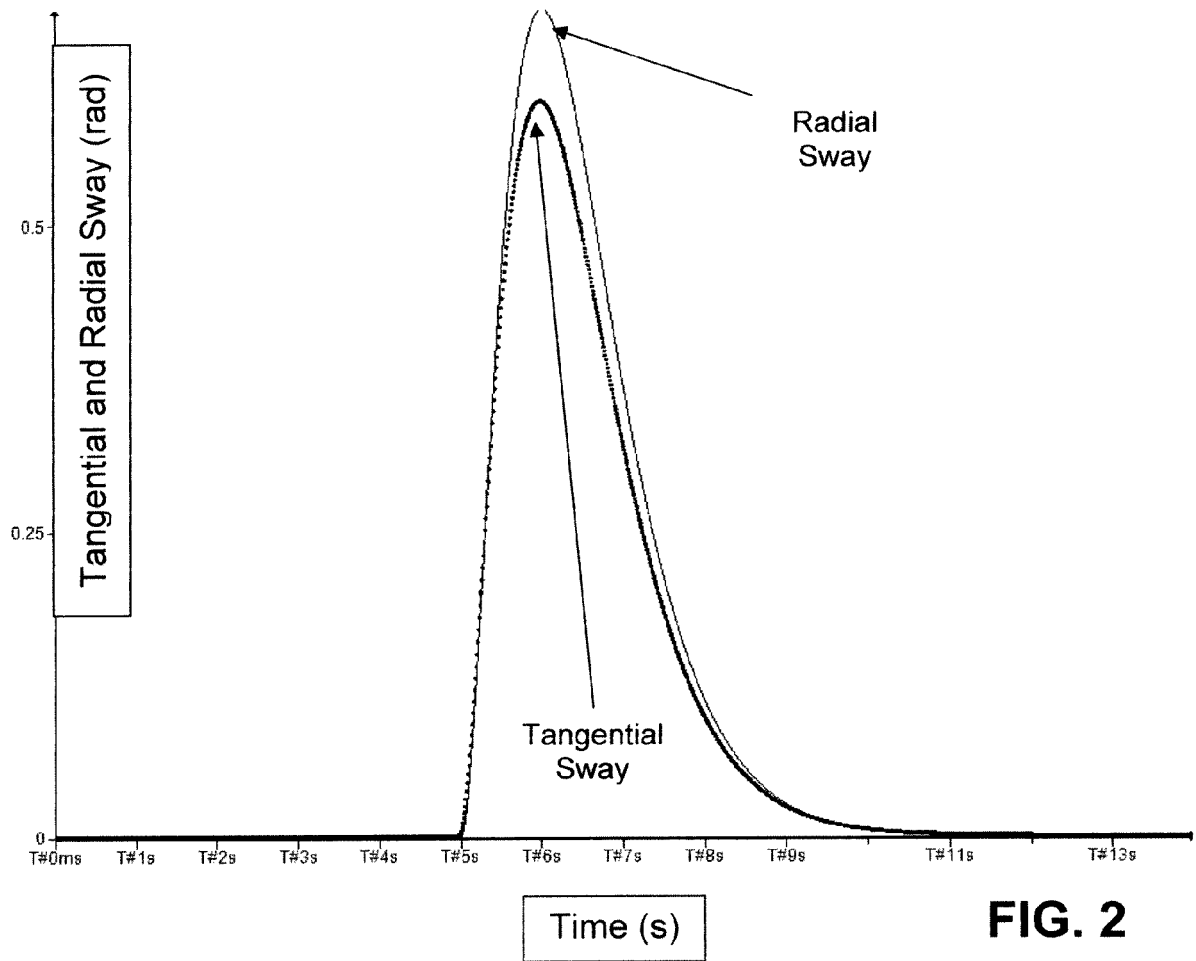 Tangential and Radial Sway (rad)
Radial
Sway
0.5
0.25
Tangential
Sway
0
T#0ms T#1s T#2s T#3s T#4s T#5s T#6s T#7s T#8s T#9s T#11s T#13s
Time (s)
FIG. 2